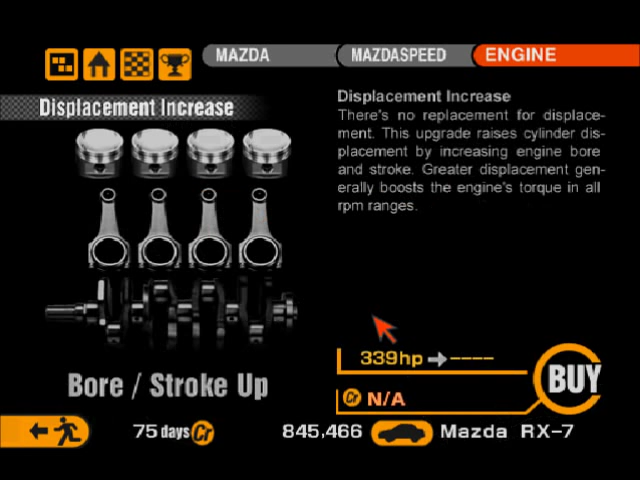 MAZDA
MAZDASPEED
ENGINE
Displacement Increase
Displacement Increase
There's no replacement for displace-
ment. This upgrade raises cylinder dis-
placement by increasing engine bore
and stroke. Greater displacement gen-
erally boosts the engine's torque in all
rpm ranges.
339hp ----
BUY
Cr N/A
Bore / Stroke Up
75 days Cr 845,466 Mazda RX-7